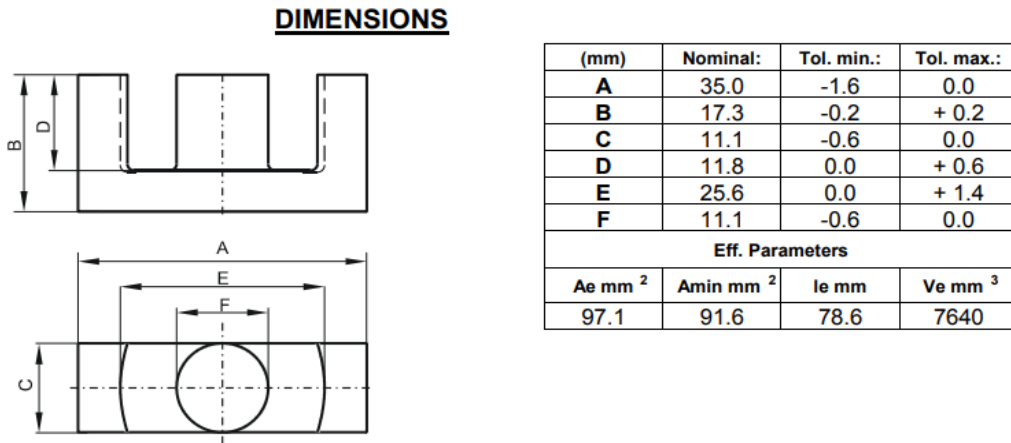 DIMENSIONS
B
D
A
E
F
C
(mm) Nominal: Tol. min.: Tol. max.:
A 35.0 -1.6 0.0
B 17.3 -0.2 + 0.2
C 11.1 -0.6 0.0
D 11.8 0.0 + 0.6
E 25.6 0.0 + 1.4
F 11.1 -0.6 0.0
Eff. Parameters
Ae mm 2 Amin mm 2 le mm Ve mm 3
97.1 91.6 78.6 7640